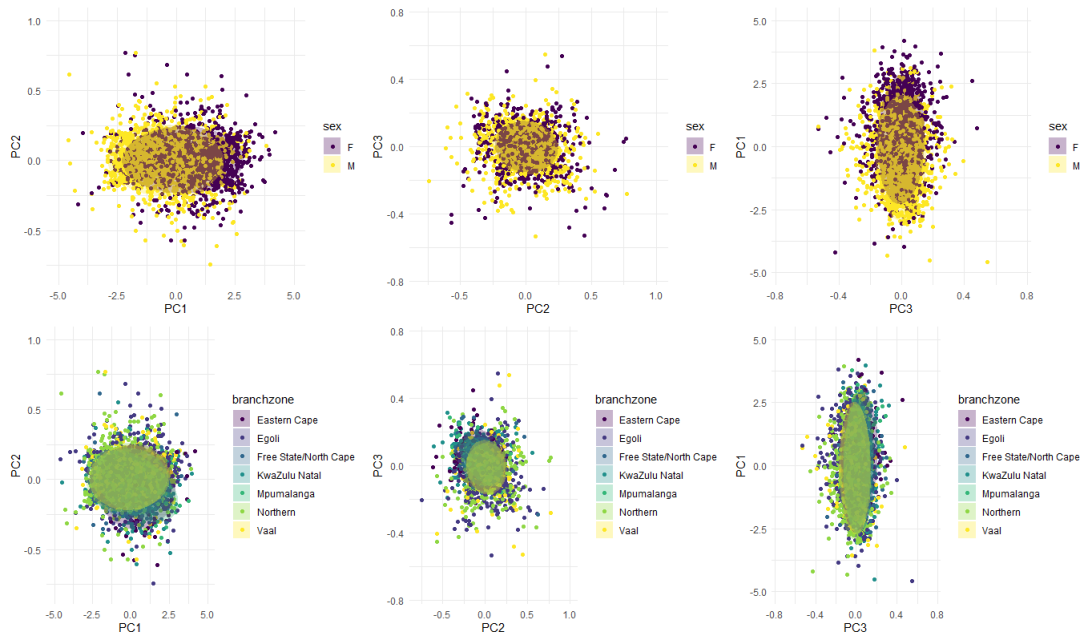 1.0
0.5
0.0
-0.5
PC2
-5.0 -2.5 0.0 2.5 5.0
PC1
sex
F
M
0.8
0.4
0.0
-0.4
-0.8
PC3
-0.5 0.0 0.5 1.0
PC2
sex
F
M
5.0
2.5
0.0
-2.5
-5.0
PC1
-0.8 -0.4 0.0 0.4 0.8
PC3
sex
F
M
1.0
0.5
0.0
-0.5
PC2
-5.0 -2.5 0.0 2.5 5.0
PC1
branchzone
Eastern Cape
Egoli
Free State/North Cape
KwaZulu Natal
Mpumalanga
Northern
Vaal
0.8
0.4
0.0
-0.4
-0.8
PC3
-0.5 0.0 0.5 1.0
PC2
branchzone
Eastern Cape
Egoli
Free State/North Cape
KwaZulu Natal
Mpumalanga
Northern
Vaal
5.0
2.5
0.0
-2.5
-5.0
PC1
-0.8 -0.4 0.0 0.4 0.8
PC3
branchzone
Eastern Cape
Egoli
Free State/North Cape
KwaZulu Natal
Mpumalanga
Northern
Vaal